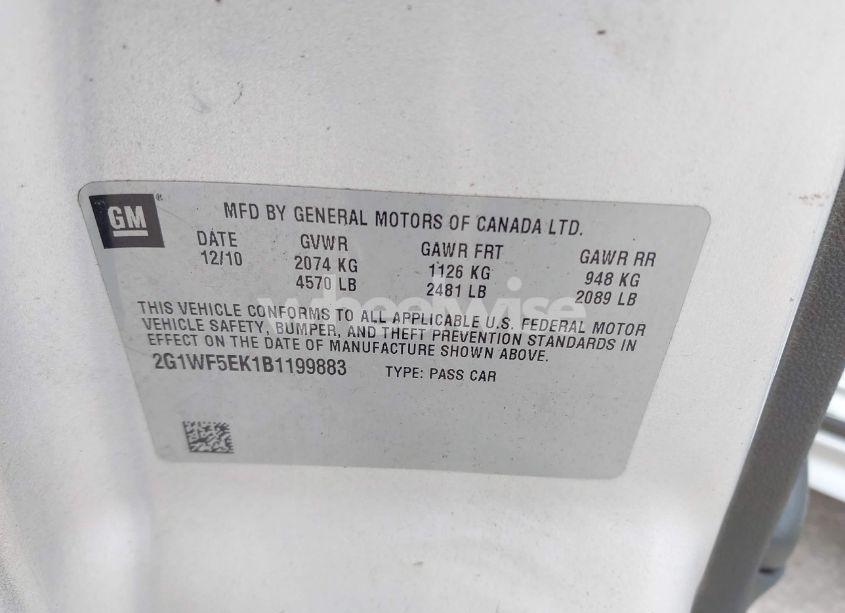 GM ®
MFD BY GENERAL MOTORS OF CANADA LTD.
DATE GVWR GAWR FRT GAWR RR
12/10 2074 KG 1126 KG 948 KG
4570 LB 2481 LB 2089 LB
THIS VEHICLE CONFORMS TO ALL APPLICABLE U.S. FEDERAL MOTOR
VEHICLE SAFETY, BUMPER, AND THEFT PREVENTION STANDARDS IN
EFFECT ON THE DATE OF MANUFACTURE SHOWN ABOVE.
2G1WF5EK1B1199883 TYPE: PASS CAR
wheelwise